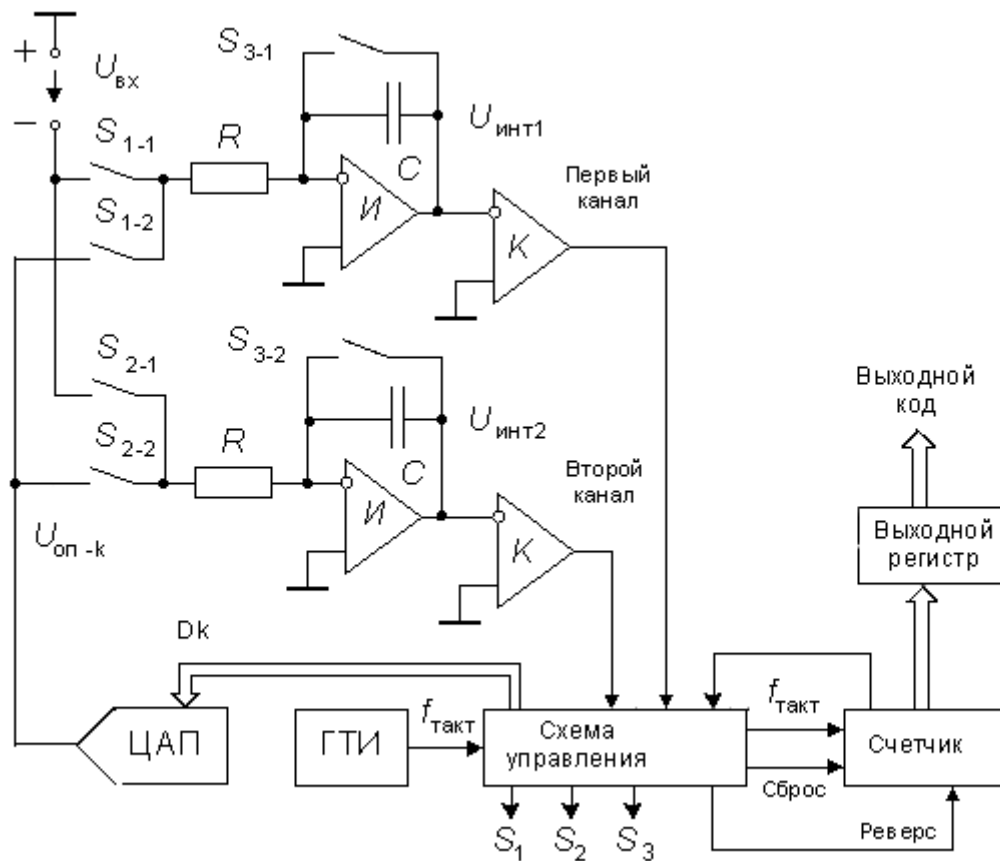 +
U вх
−
S 3-1
S 1-1
R
S 1-2
C
И
U инт1
Первый
канал
К
S 2-1
S 3-2
S 2-2
R
C
И
U инт2
Второй
канал
К
U оп -k
Выходной
код
Выходной
регистр
Dk
ЦАП
ГТИ
f такт
Схема
управления
f такт
Сброс
Счетчик
Реверс
S 1
S 2
S 3